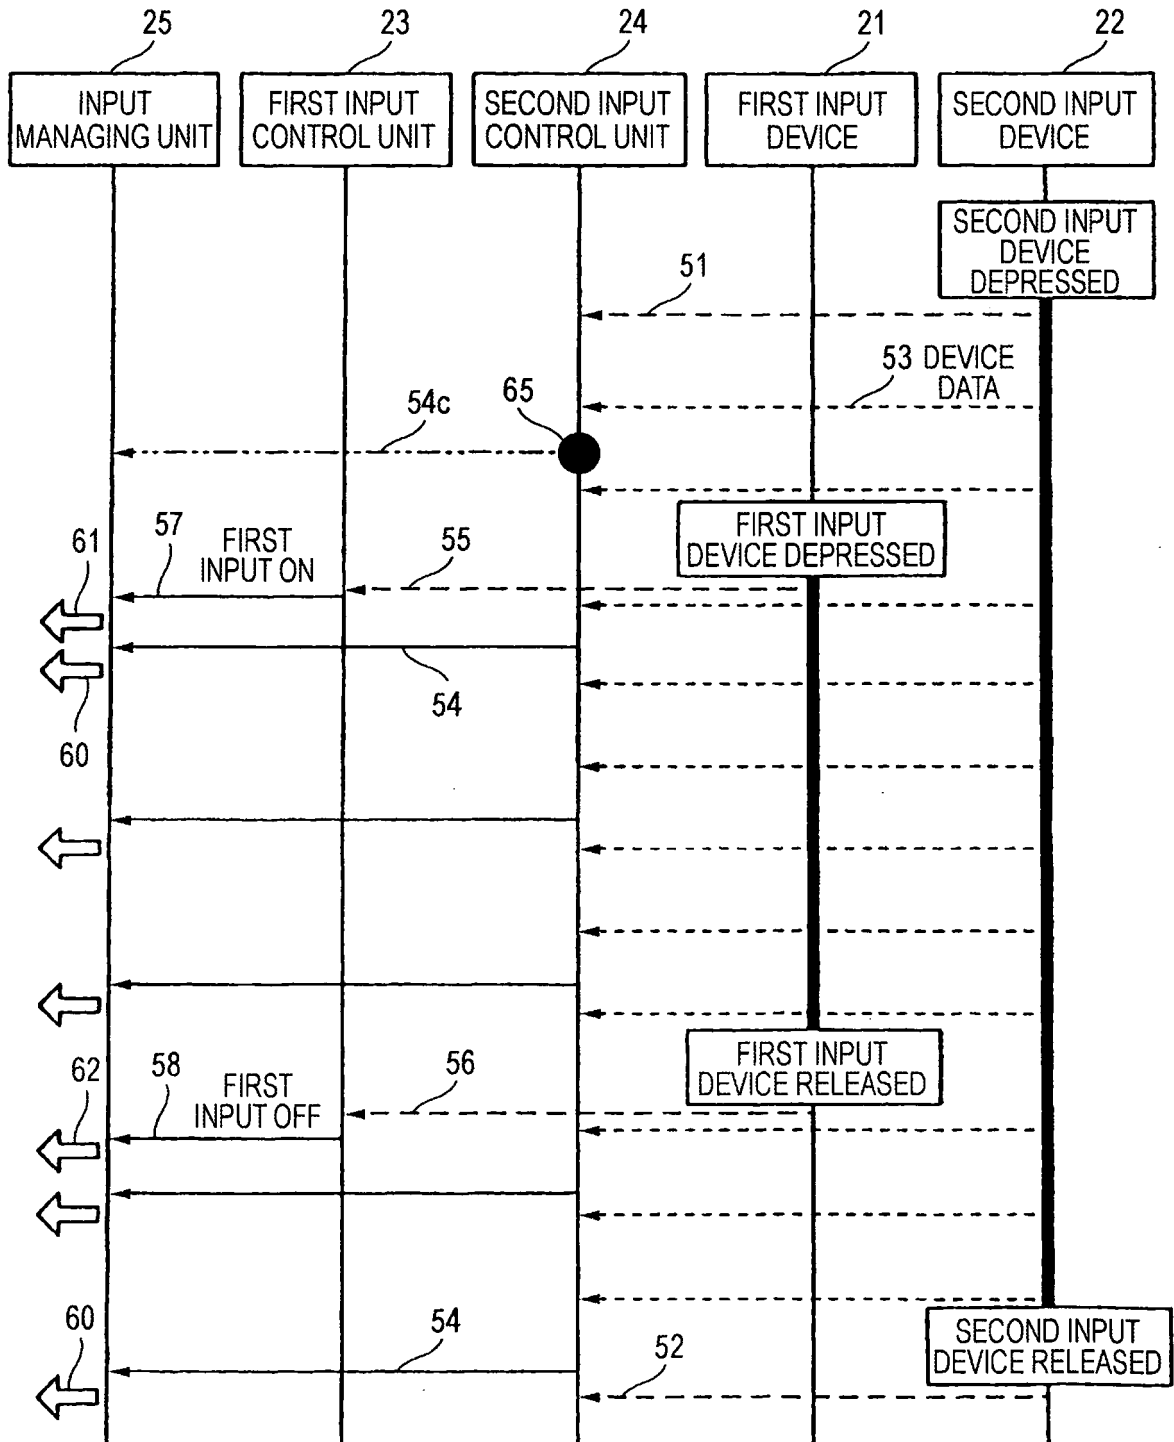 25
23
24
21
22
INPUT
MANAGING UNIT
FIRST INPUT
CONTROL UNIT
SECOND INPUT
CONTROL UNIT
FIRST INPUT
DEVICE
SECOND INPUT
DEVICE
SECOND INPUT
DEVICE
DEPRESSED
51
53 DEVICE
DATA
54c
65
FIRST INPUT
DEVICE DEPRESSED
61
57
FIRST
INPUT ON
55
54
60
FIRST INPUT
DEVICE RELEASED
62
58
FIRST
INPUT OFF
56
60
54
52
SECOND INPUT
DEVICE RELEASED